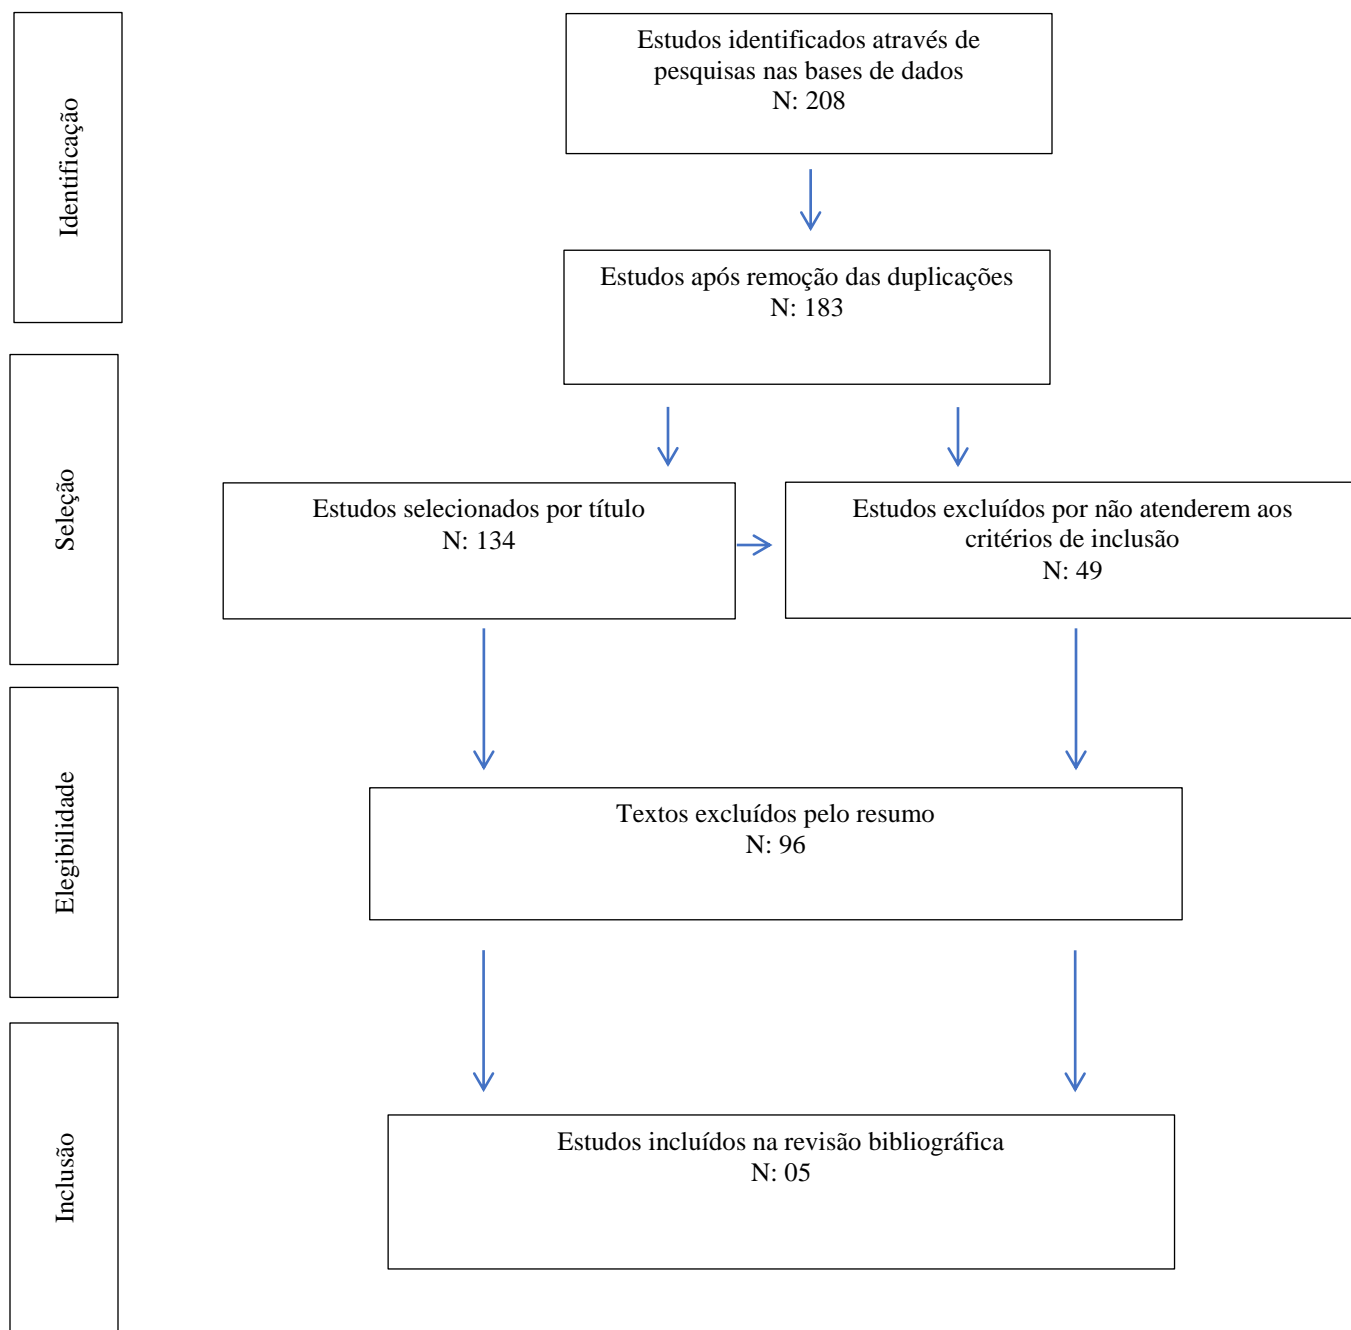 Identificação
Estudos identificados através de
pesquisas nas bases de dados
N: 208
Estudos após remoção das duplicações
N: 183
Seleção
Estudos selecionados por título
N: 134
Estudos excluídos por não atenderem aos
critérios de inclusão
N: 49
Elegibilidade
Textos excluídos pelo resumo
N: 96
Inclusão
Estudos incluídos na revisão bibliográfica
N: 05